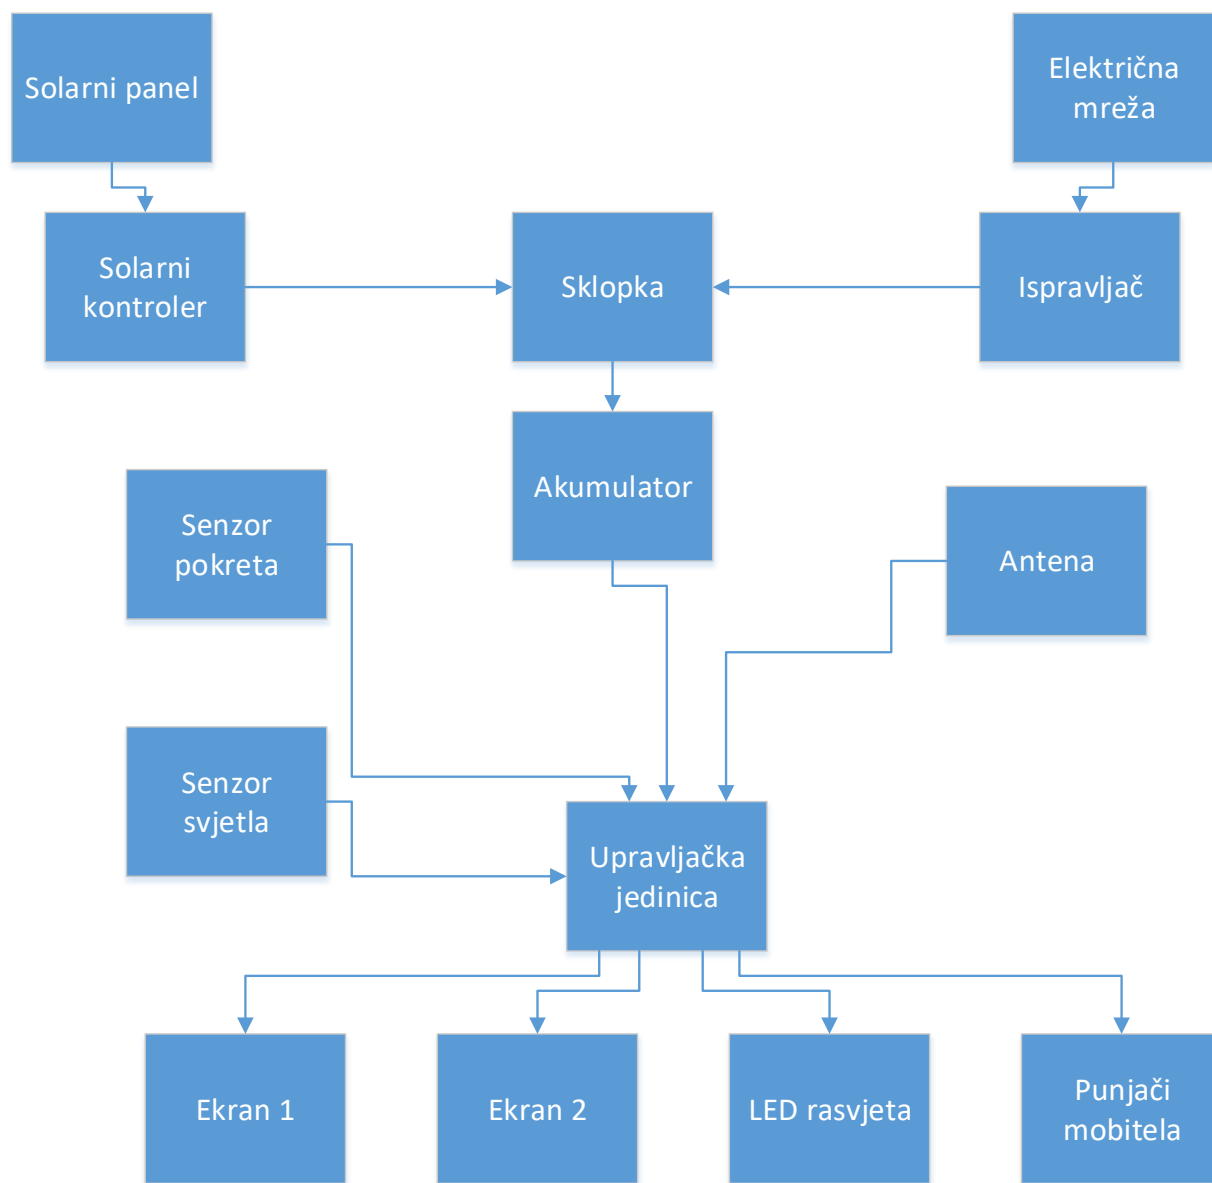 Solarni panel
Električna
mreža
Solarni
kontroler
Sklopka
Ispravljač
Akumulator
Senzor
pokreta
Antena
Senzor
svjetla
Upravljačka
jedinica
Ekran 1
Ekran 2
LED rasvjeta
Punjači
mobitela